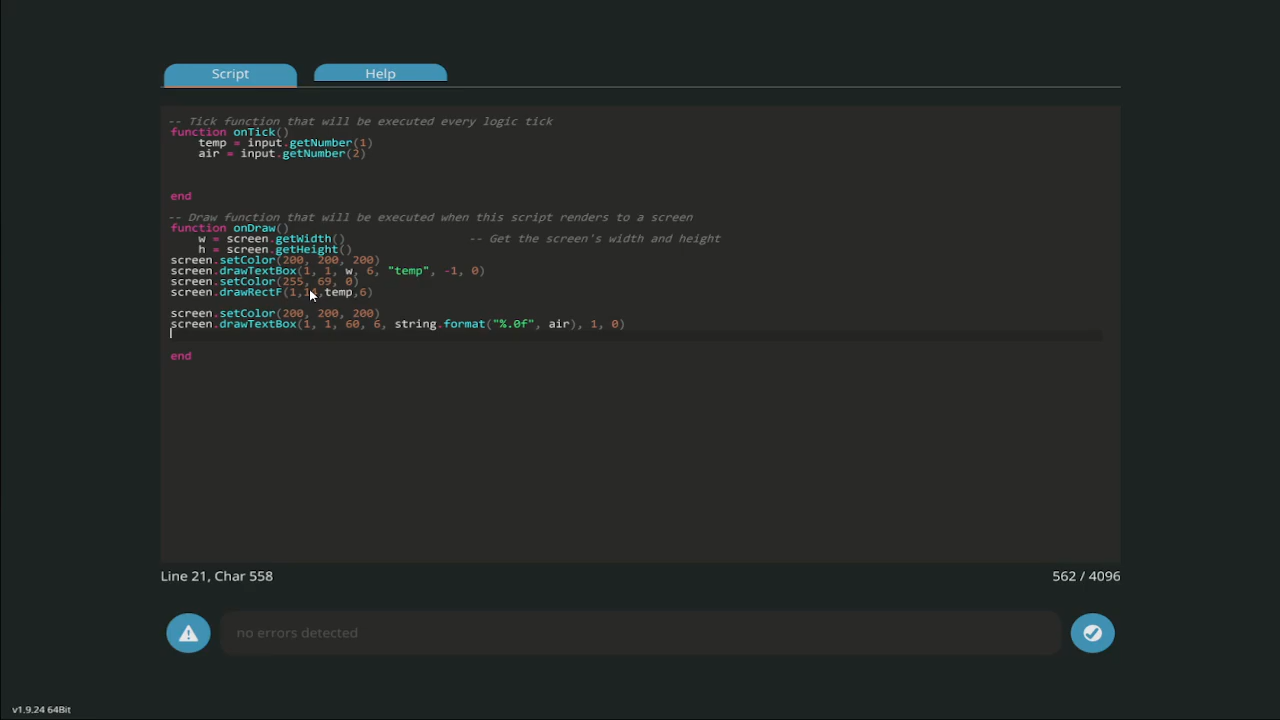 Script
Help
-- Tick function that will be executed every logic tick
function onTick()
temp = input.getNumber(1)
air = input.getNumber(2)
end
-- Draw function that will be executed when this script renders to a screen
function onDraw()
w = screen.getWidth() -- Get the screen's width and height
h = screen.getHeight()
screen.setColor(200, 200, 200)
screen.drawTextBox(1, 1, w, 6, "temp", -1, 0)
screen.setColor(255, 69, 0)
screen.drawRectF(1,11,temp,6)
screen.setColor(200, 200, 200)
screen.drawTextBox(1, 1, 60, 6, string.format("%.0f", air), 1, 0)
end
Line 21, Char 558
562 / 4096
no errors detected
v1.9.24 64Bit